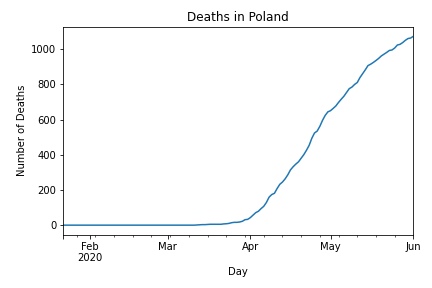 Deaths in Poland
Number of Deaths
1000
800
600
400
200
0
Feb
2020
Mar
Apr
May
Jun
Day